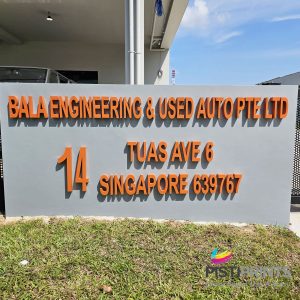 BALA ENGINEERING & USED AUTO PTE LTD
14
TUAS AVE 6
SINGAPORE 639767